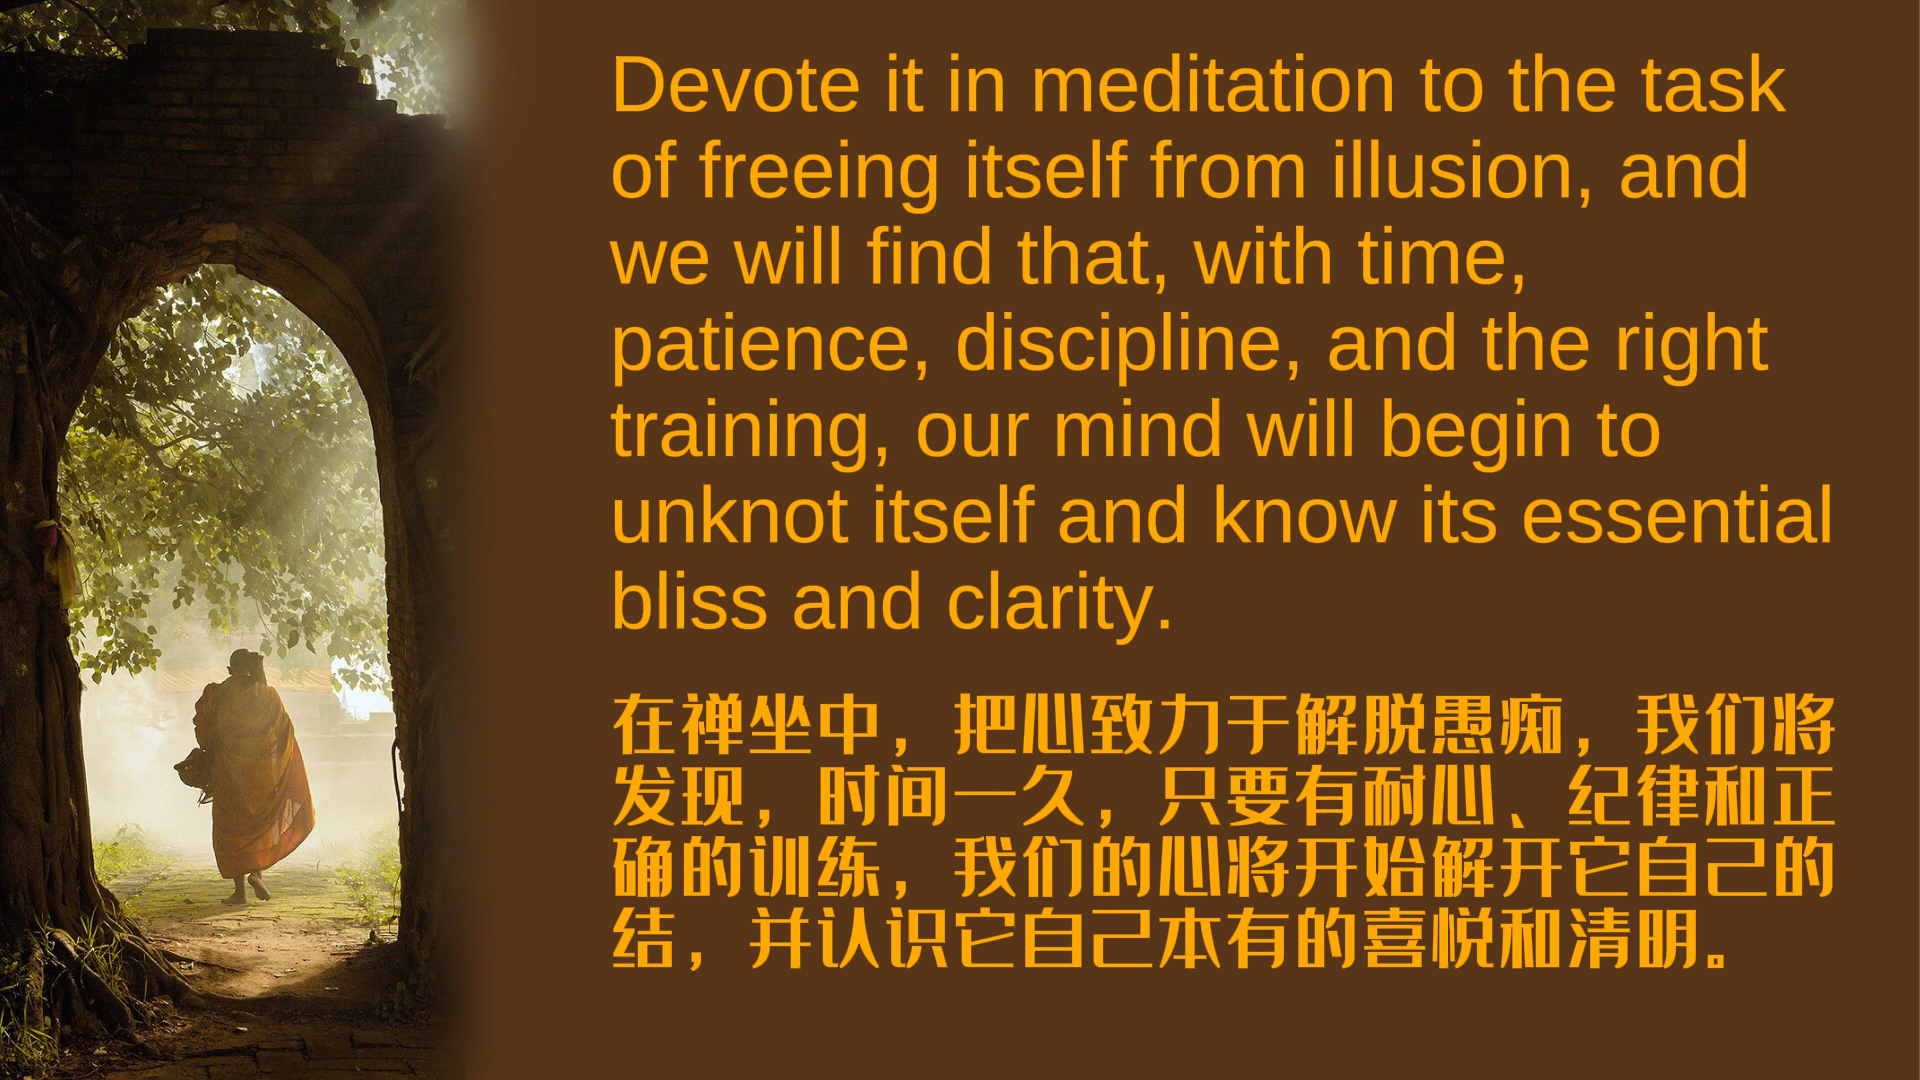 Devote it in meditation to the task
of freeing itself from illusion, and
we will find that, with time,
patience, discipline, and the right
training, our mind will begin to
unknot itself and know its essential
bliss and clarity.
在禅坐中，把心致力于解脱愚痴，我们将
发现，时间一久，只要有耐心、纪律和正
确的训练，我们的心将开始解开它自己的
结，并认识它自己本有的喜悦和清明。